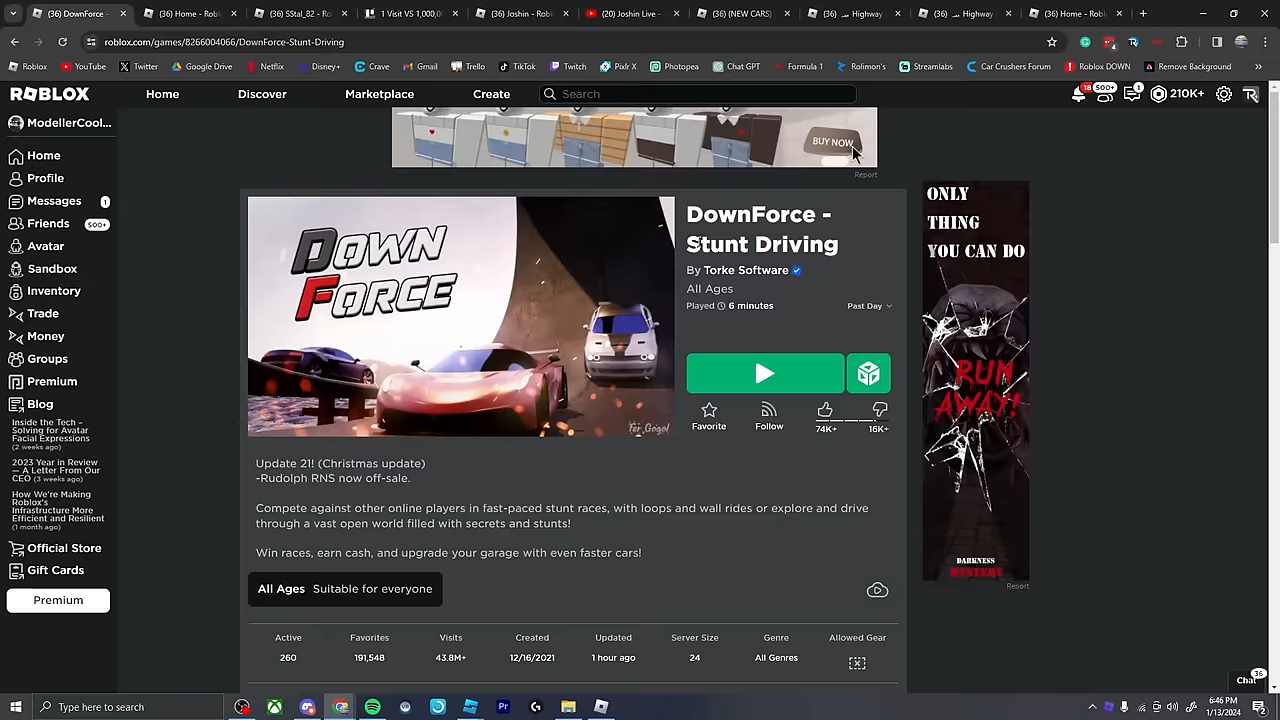 (36) DownForce -
(36) Home - Robl
(36) SStal_82 - Ro
1 Visit VS 1,000,0
(36) Joshin - Rob
(20) Joshin Live -
(36) (NEW CARS)
(36) Highway
(36) Highway
(36) Home - Rob
roblox.com/games/8266004066/DownForce-Stunt-Driving
Roblox
YouTube
Twitter
Google Drive
Netflix
Disney+
Crave
Gmail
Trello
TikTok
Twitch
Pixlr X
Photopea
Chat GPT
Formula 1
Rolimon's
Streamlabs
Car Crushers Forum
Roblox DOWN
Remove Background
ROBLOX
Home
Discover
Marketplace
Create
Search
18
500+
1
210K+
ModellerCool...
BUY NOW
Report
Home
Profile
Messages
1
Friends
500+
Avatar
Sandbox
Inventory
Trade
Money
Groups
Premium
Blog
Inside the Tech –
Solving for Avatar
Facial Expressions
(2 weeks ago)
2023 Year in Review
— A Letter From Our
CEO (3 weeks ago)
How We're Making
Roblox's
Infrastructure More
Efficient and Resilient
(1 month ago)
Official Store
Gift Cards
Premium
DOWN
FORCE
DownForce -
Stunt Driving
By Torke Software
All Ages
Played 6 minutes
Past Day
Favorite
Follow
74K+
16K+
Update 21! (Christmas update)
-Rudolph RNS now off-sale.
Compete against other online players in fast-paced stunt races, with loops and wall rides or explore and drive
through a vast open world filled with secrets and stunts!
Win races, earn cash, and upgrade your garage with even faster cars!
All Ages Suitable for everyone
Active
Favorites
Visits
Created
Updated
Server Size
Genre
Allowed Gear
260
191,548
43.8M+
12/16/2021
1 hour ago
24
All Genres
ONLY
THING
YOU CAN DO
RUN
AWAY!
DARKNESS
MYSTERY
Report
Chat
36
Type here to search
6:46 PM
1/13/2024
2